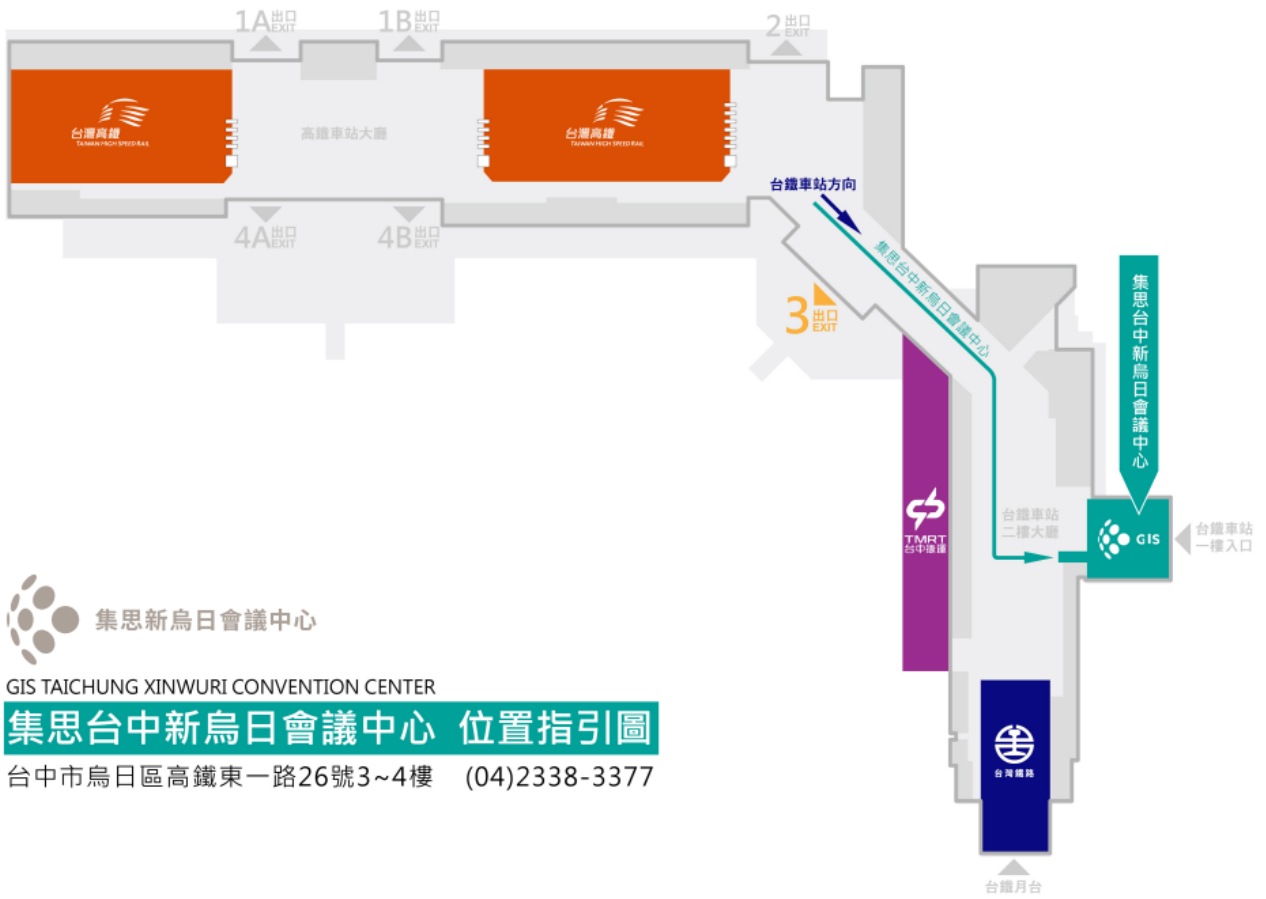 1A出口 EXIT
1B出口 EXIT
2出口 EXIT
台灣高鐵
TAIWAN HIGH SPEED RAIL
高鐵車站大廳
台灣高鐵
TAIWAN HIGH SPEED RAIL
台鐵車站方向
4A出口 EXIT
4B出口 EXIT
集思台中新烏日會議中心
3出口 EXIT
集思台中新烏日會議中心
台鐵車站
二樓大廳
GIS
台鐵車站
一樓入口
TMRT
台中捷運
集思新烏日會議中心
GIS TAICHUNG XINWURI CONVENTION CENTER
集思台中新烏日會議中心 位置指引圖
台中市烏日區高鐵東一路26號3~4樓 (04)2338-3377
台灣鐵路
台鐵月台